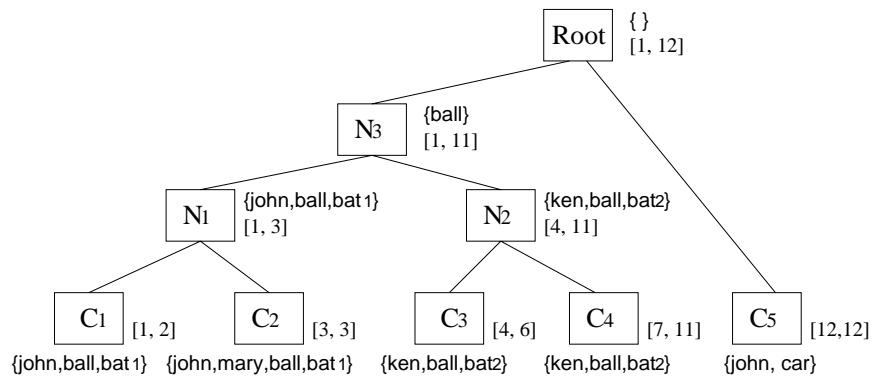 Root
{ }
[1, 12]
N3
{ball}
[1, 11]
N1
{john,ball,bat1}
[1, 3]
N2
{ken,ball,bat2}
[4, 11]
C1 [1, 2]
C2 [3, 3]
C3 [4, 6]
C4 [7, 11]
C5 [12,12]
{john,ball,bat1}
{john,mary,ball,bat1}
{ken,ball,bat2}
{ken,ball,bat2}
{john, car}